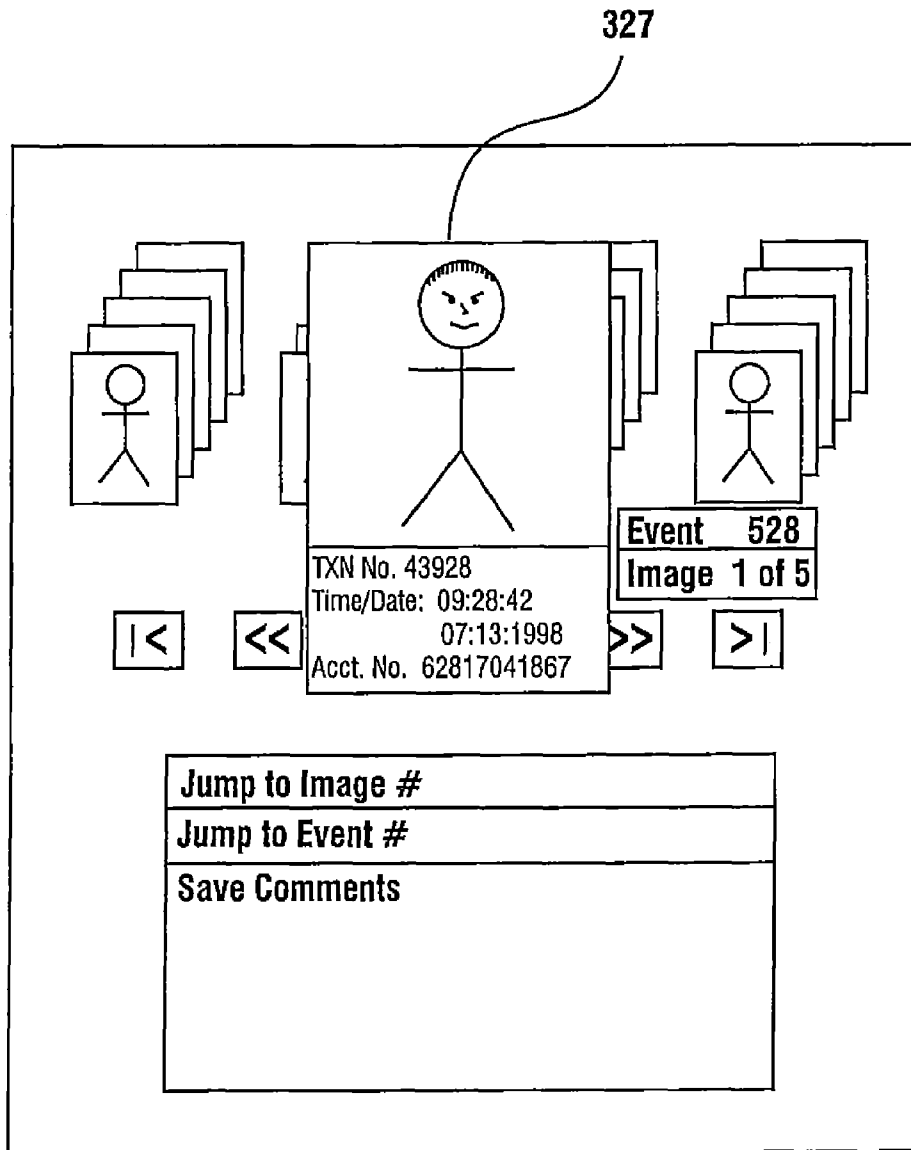 327
Event 528
Image 1 of 5
TXN No. 43928
Time/Date: 09:28:42
07:13:1998
Acct. No. 62817041867
|<
<<
>>
>|
Jump to Image #
Jump to Event #
Save Comments